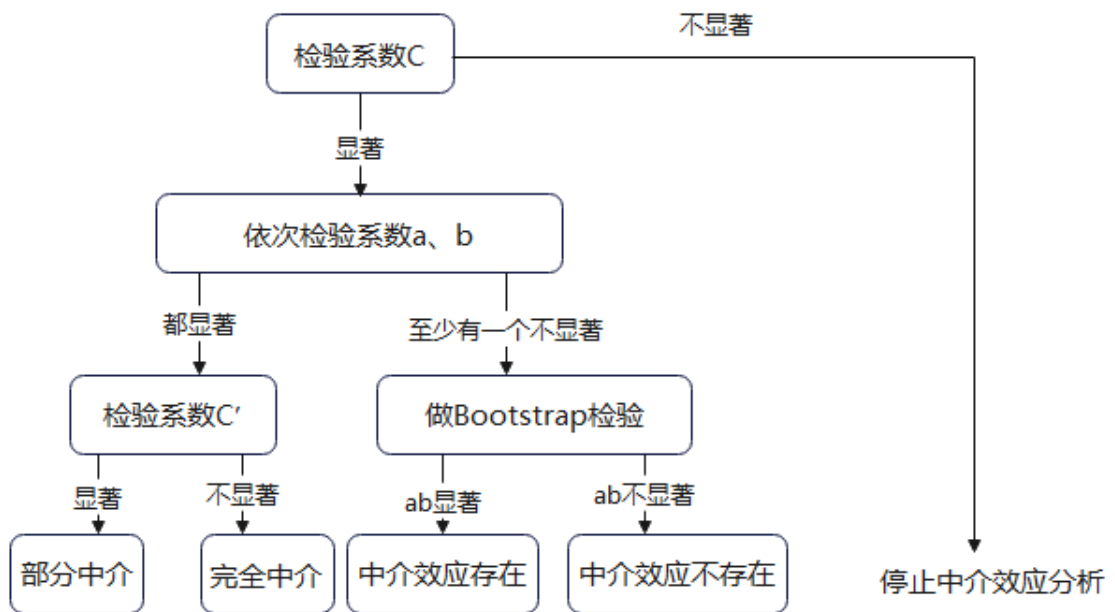 不显著
检验系数C
显著
依次检验系数a、b
都显著
至少有一个不显著
检验系数C’
做Bootstrap检验
显著
不显著
ab显著
ab不显著
部分中介
完全中介
中介效应存在
中介效应不存在
停止中介效应分析